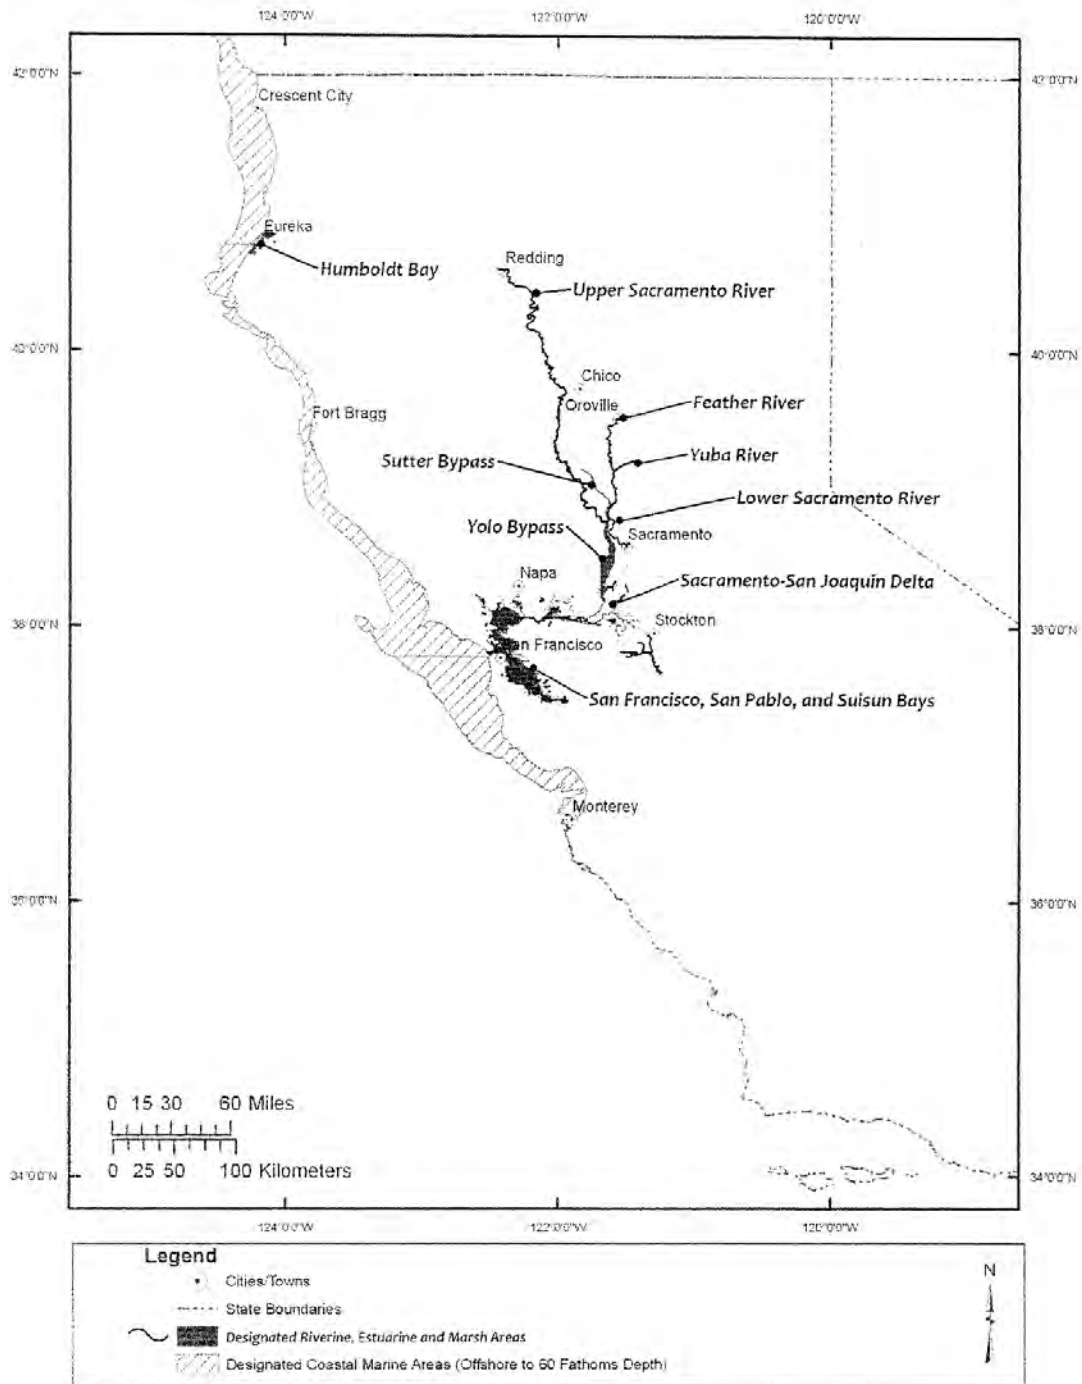 124°0'0"W 122°0'0"W 120°0'0"W
42°0'0"N 42°0'0"N
Crescent City
Eureka
Humboldt Bay
Redding
Upper Sacramento River
40°0'0"N 40°0'0"N
Chico
Oroville
Feather River
Fort Bragg
Yuba River
Sutter Bypass
Lower Sacramento River
Yolo Bypass
Sacramento
Napa
Sacramento-San Joaquin Delta
38°0'0"N 38°0'0"N
Stockton
San Francisco
San Francisco, San Pablo, and Suisun Bays
Monterey
36°0'0"N 36°0'0"N
0 15 30 60 Miles
0 25 50 100 Kilometers
34°0'0"N 34°0'0"N
124°0'0"W 122°0'0"W 120°0'0"W
Legend
N
Cities/Towns
State Boundaries
Designated Riverine, Estuarine and Marsh Areas
Designated Coastal Marine Areas (Offshore to 60 Fathoms Depth)